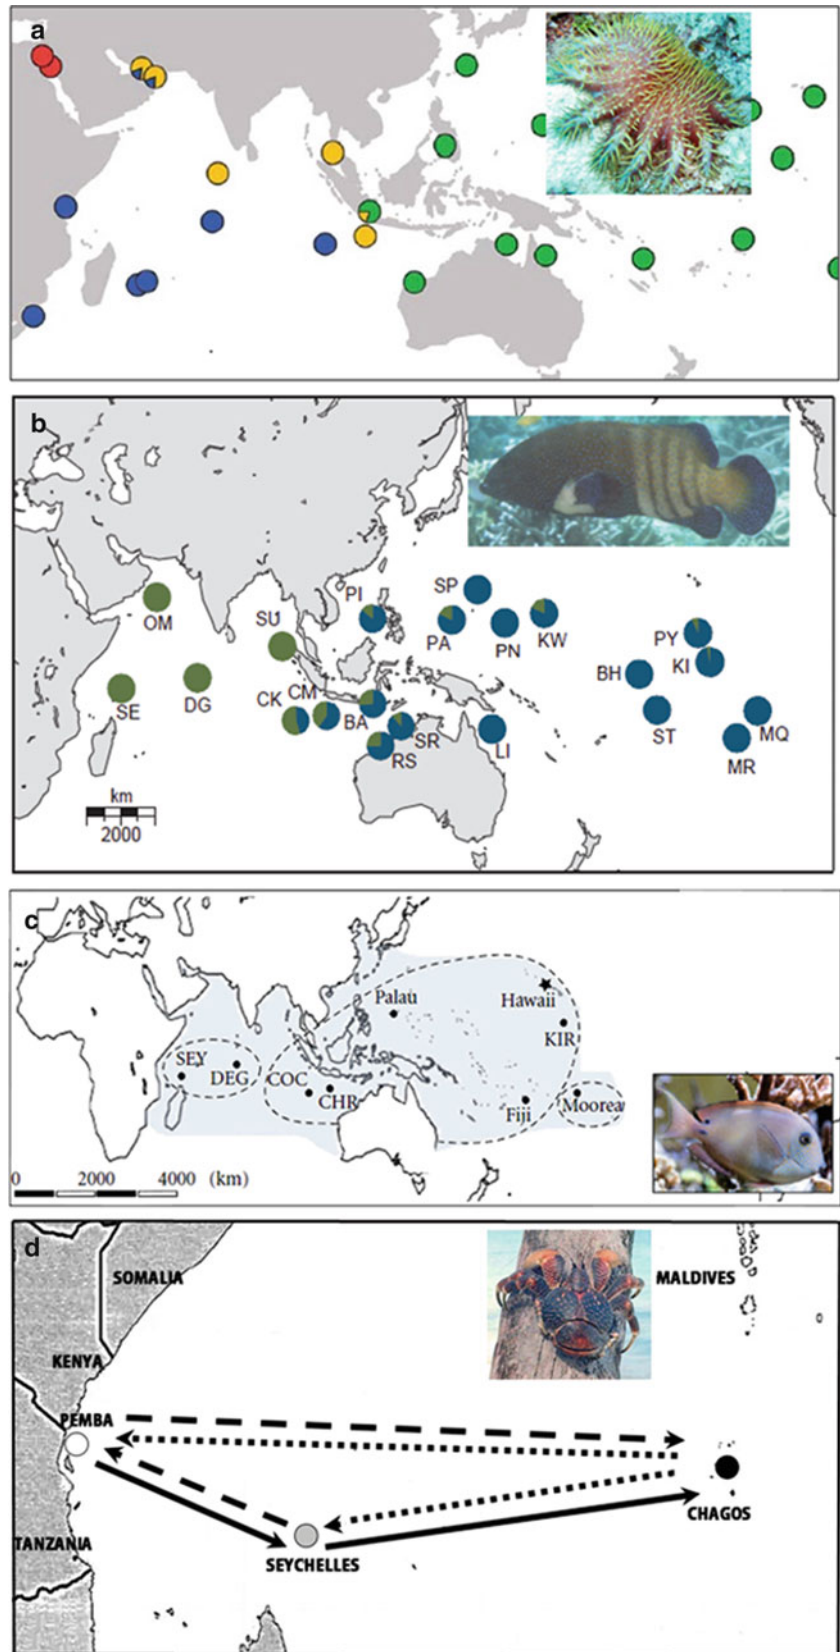 a
b
PI
SP
OM
SU
PA
PN
KW
PY
KI
BH
SE
DG
CK
CM
BA
SR
RS
LI
ST
MQ
MR
km
2000
c
Palau
Hawaii
KIR
SEY
DEG
COC
CHR
Fiji
Moorea
0 2000 4000 (km)
d
SOMALIA
MALDIVES
KENYA
PEMBA
CHAGOS
TANZANIA
SEYCHELLES